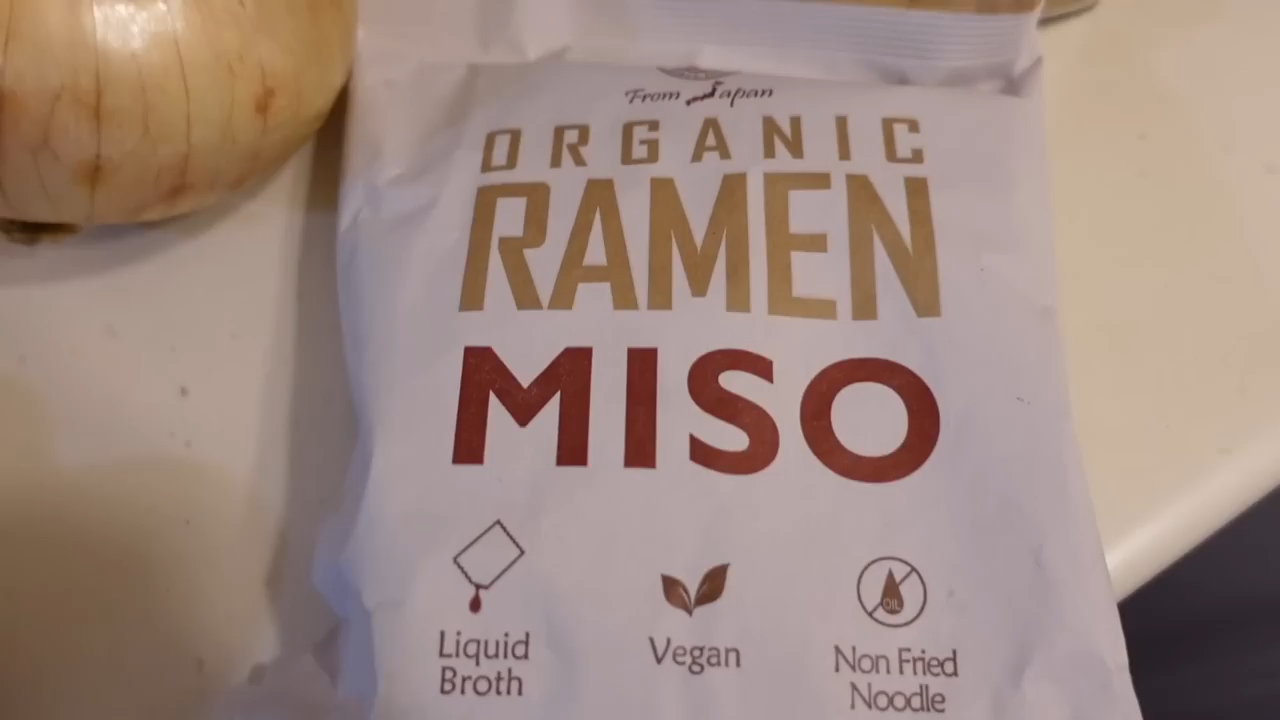 From Japan
ORGANIC
RAMEN
MISO
OIL
Liquid
Broth
Vegan
Non Fried
Noodle